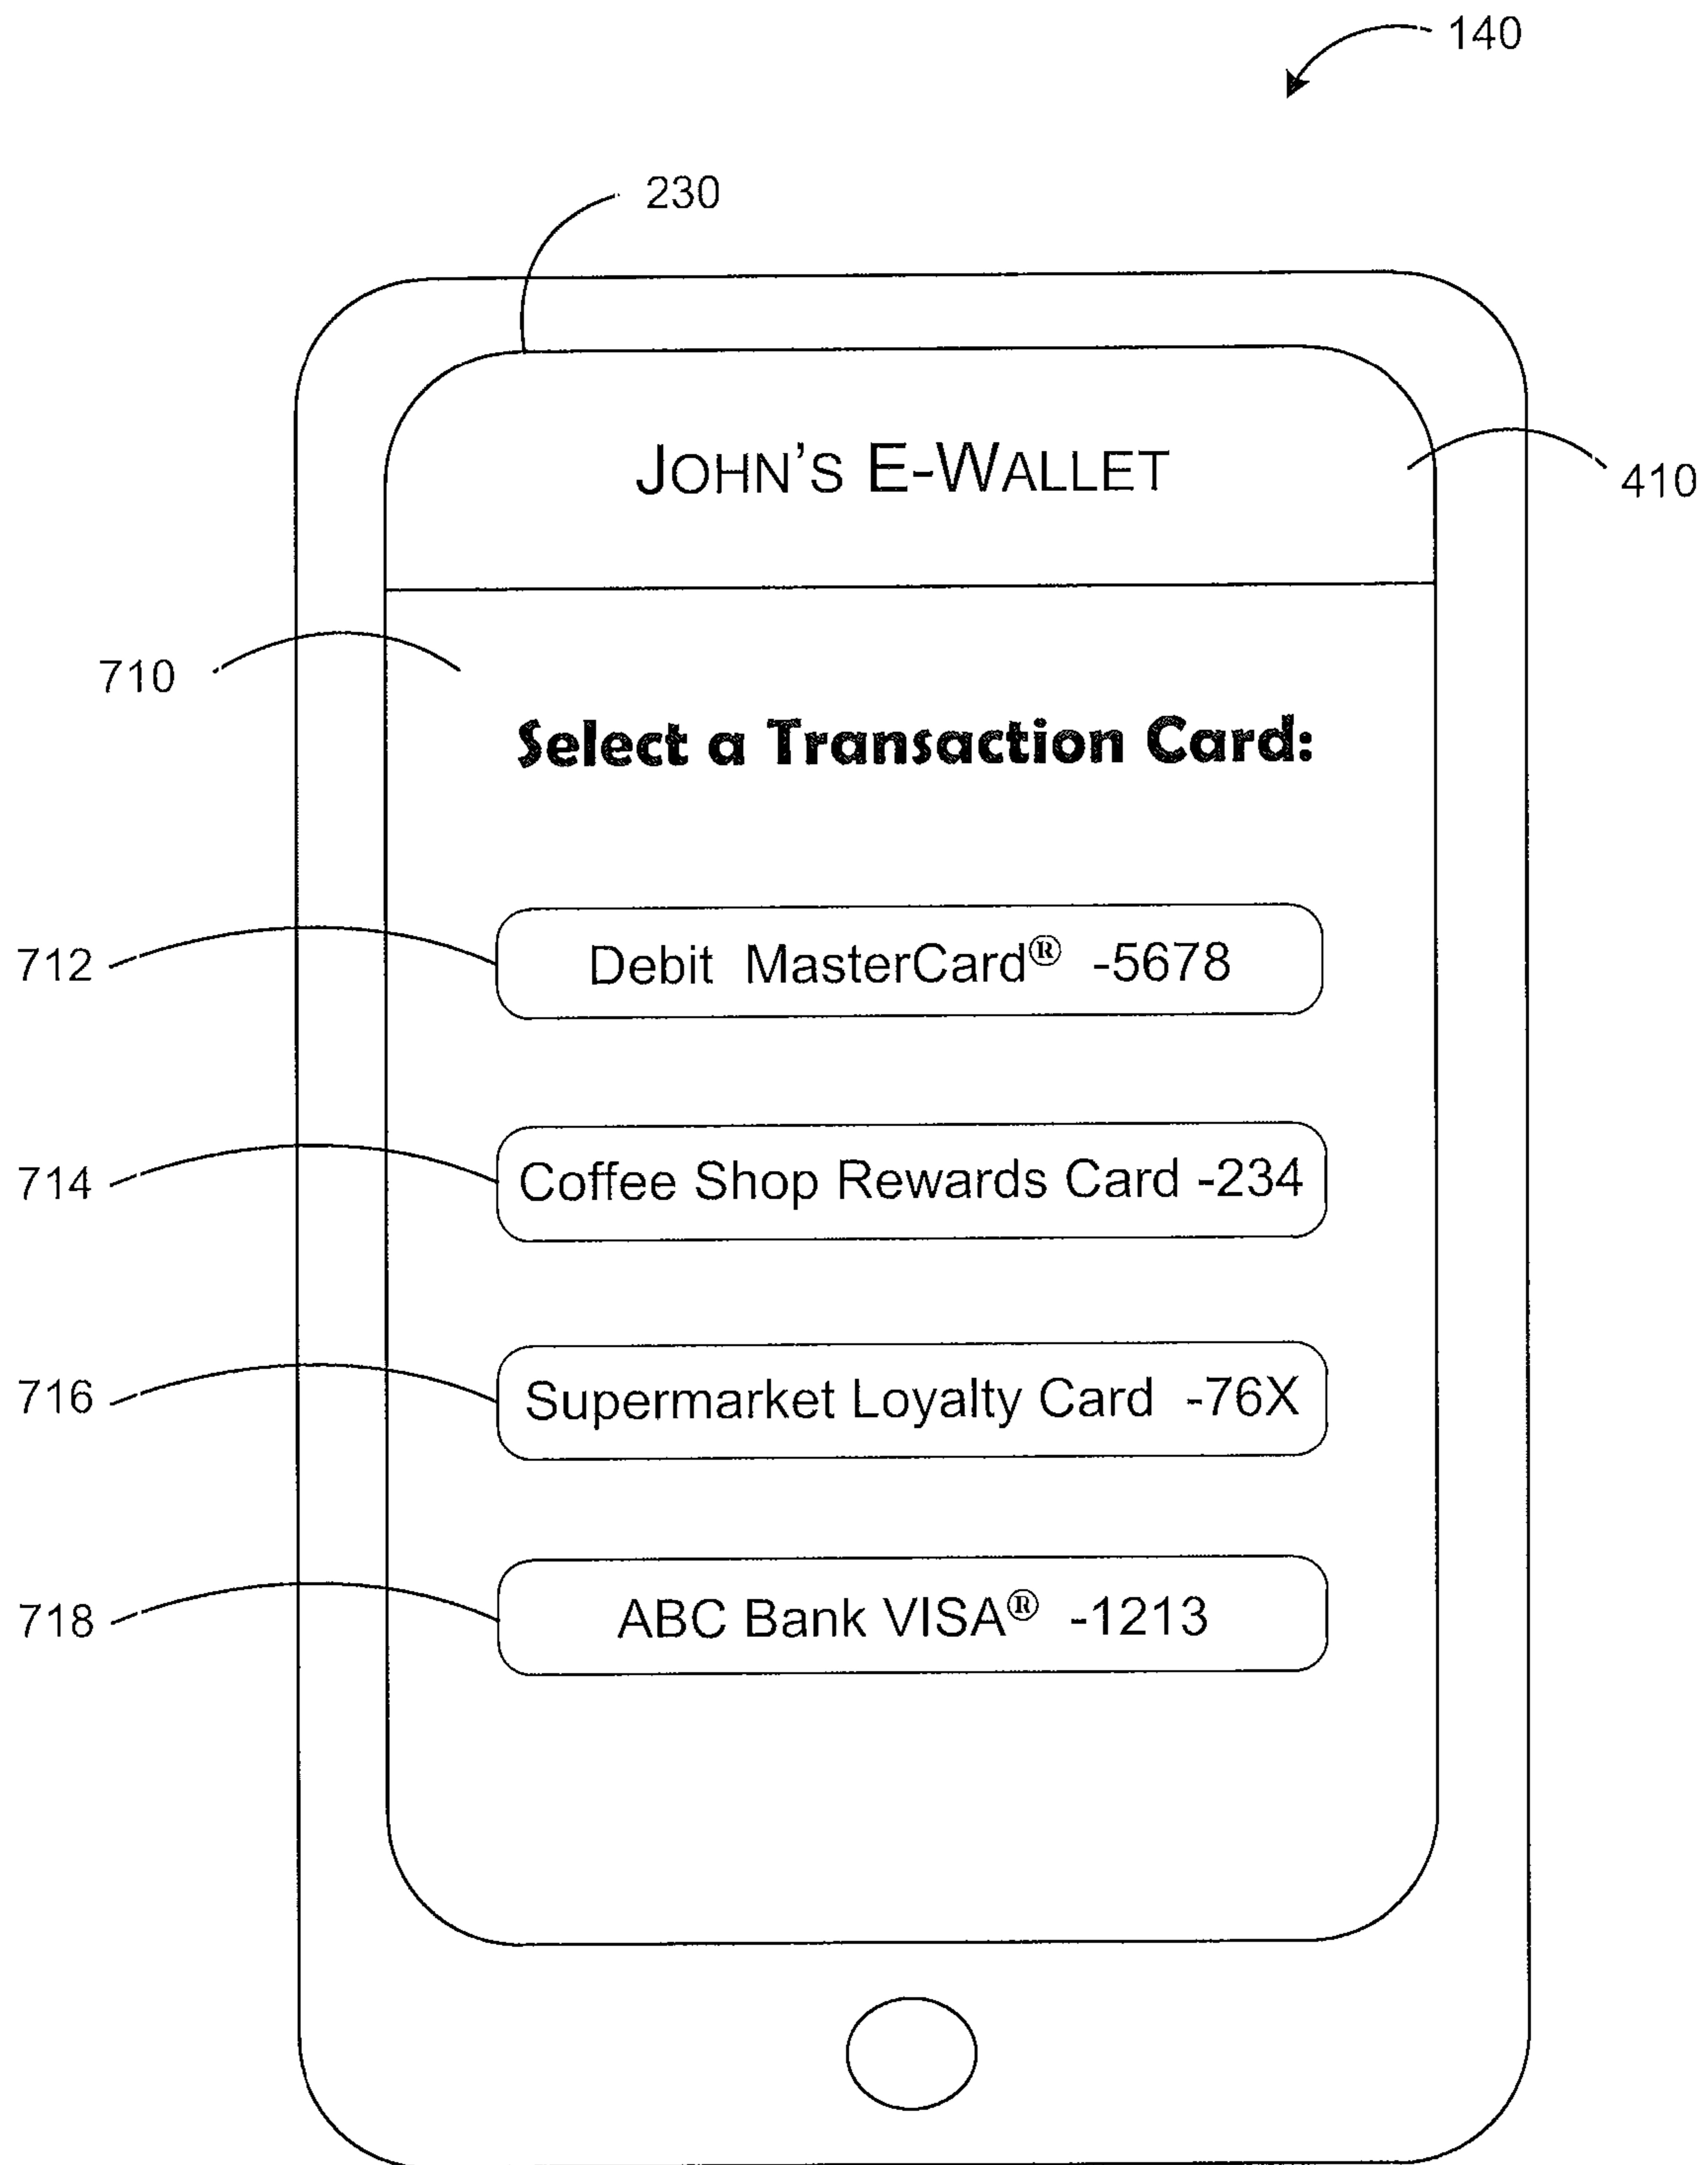 140
230
JOHN'S E-WALLET
410
710
Select a Transaction Card:
712
Debit MasterCard® -5678
714
Coffee Shop Rewards Card -234
716
Supermarket Loyalty Card -76X
718
ABC Bank VISA® -1213